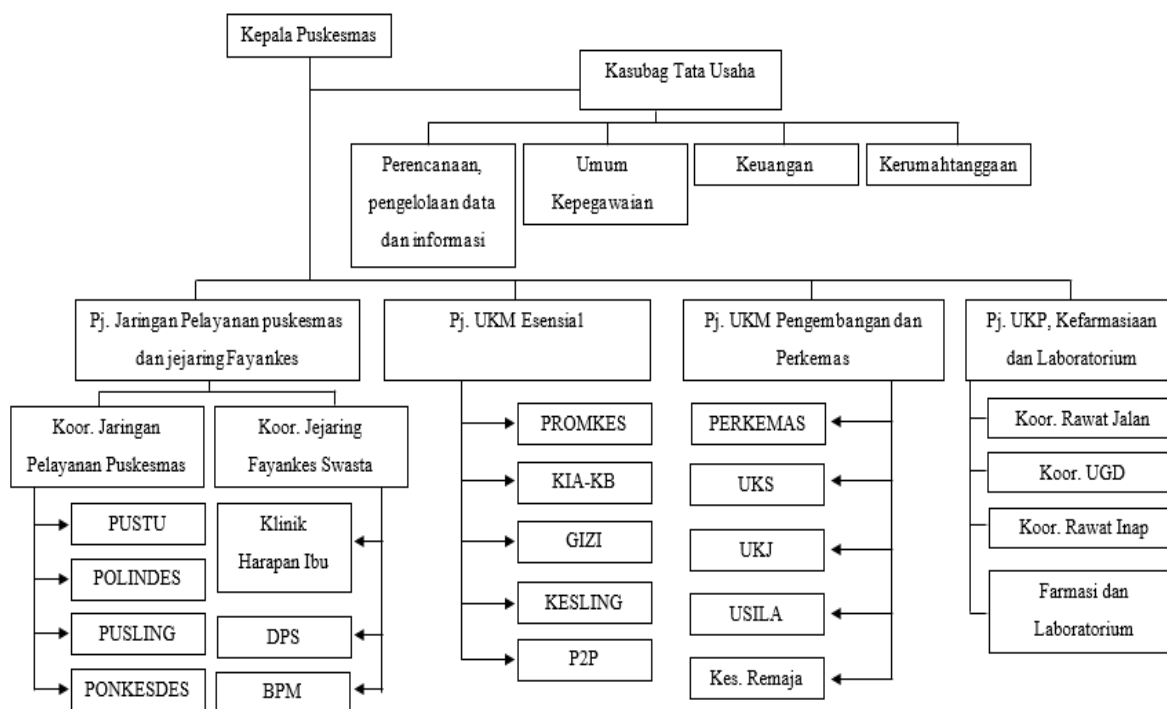 Kepala Puskesmas
Kasubag Tata Usaha
Perencanaan,
pengelolaan data
dan informasi
Umum
Kepegawaian
Keuangan
Kerumahtanggaan
Pj. Jaringan Pelayanan puskesmas
dan jejaring Fayankes
Pj. UKM Esensial
Pj. UKM Pengembangan dan
Perkemas
Pj. UKP, Kefarmasiaan
dan Laboratorium
Koor. Jaringan
Pelayanan Puskesmas
Koor. Jejaring
Fayankes Swasta
PUSTU
POLINDES
PUSLING
PONKESDES
Klinik
Harapan Ibu
DPS
BPM
PROMKES
KIA-KB
GIZI
KESLING
P2P
PERKEMAS
UKS
UKJ
USILA
Kes. Remaja
Koor. Rawat Jalan
Koor. UGD
Koor. Rawat Inap
Farmasi dan
Laboratorium